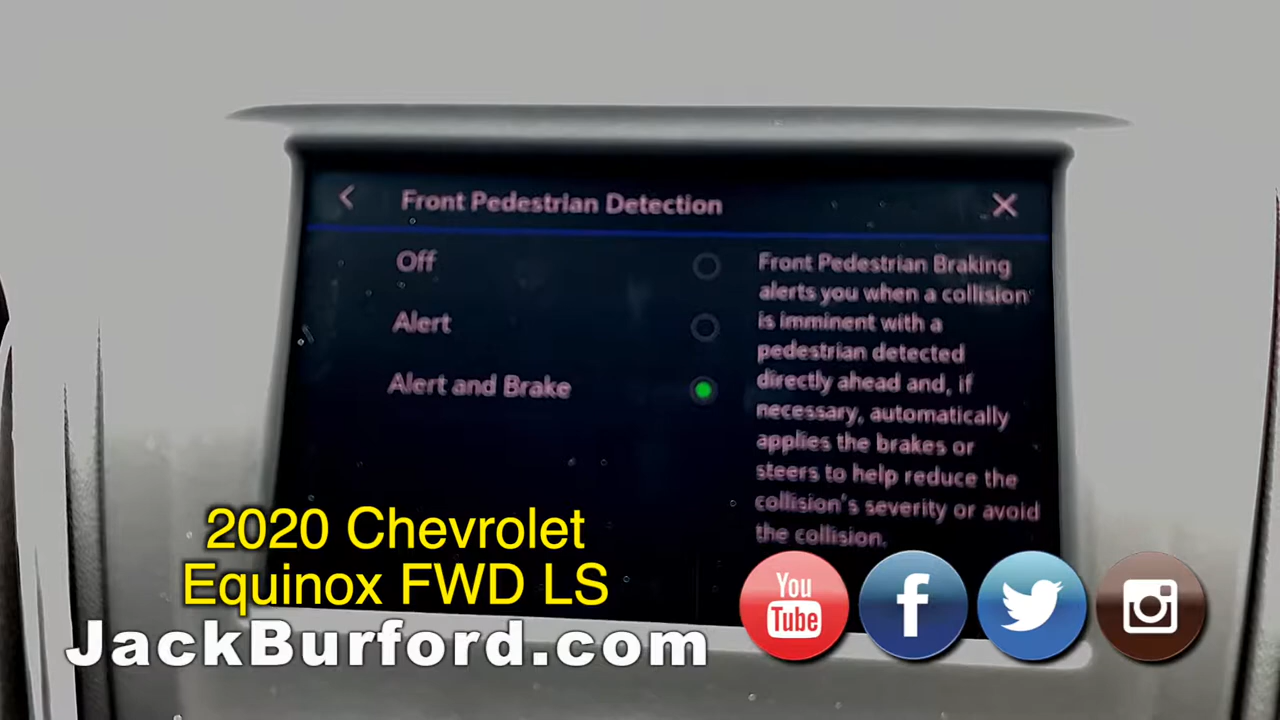 Front Pedestrian Detection
Off
Alert
Alert and Brake
Front Pedestrian Braking
alerts you when a collision
is imminent with a
pedestrian detected
directly ahead and, if
necessary, automatically
applies the brakes or
steers to help reduce the
collision's severity or avoid
the collision.
2020 Chevrolet
Equinox FWD LS
JackBurford.com
You
Tube
f